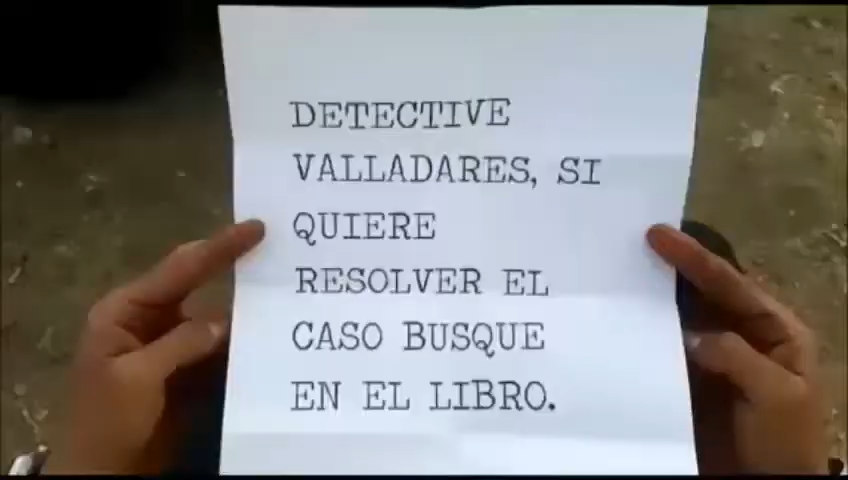 DETECTIVE
VALLADARES, SI
QUIERE
RESOLVER EL
CASO BUSQUE
EN EL LIBRO.